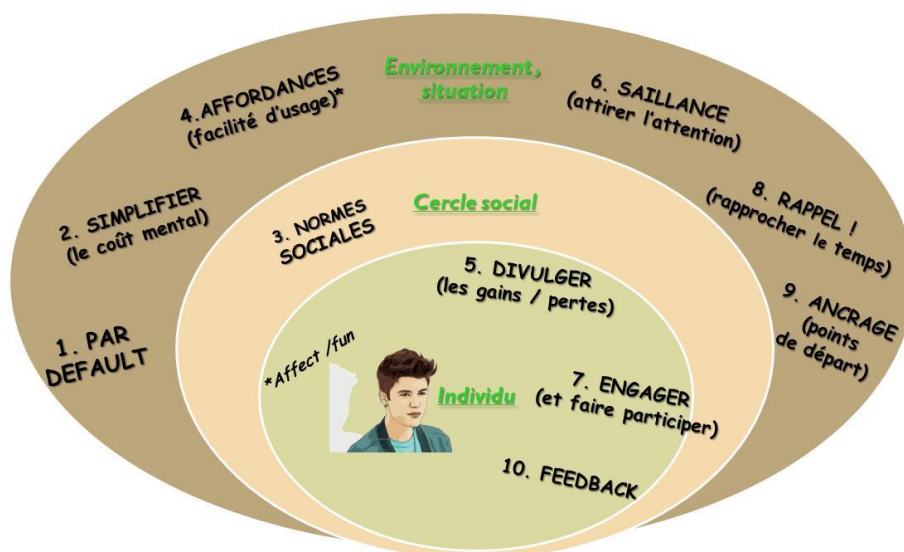 Environnement,
situation
4.AFFORDANCES
(facilité d'usage)*
6. SAILLANCE
(attirer l'attention)
2. SIMPLIFIER
(le coût mental)
8. RAPPEL !
(rapprocher le temps)
Cercle social
3. NORMES
SOCIALES
1. PAR
DEFAULT
9. ANCRAGE
(points
de départ)
5. DIVULGER
(les gains / pertes)
*Affect /fun
Individu
7. ENGAGER
(et faire participer)
10. FEEDBACK